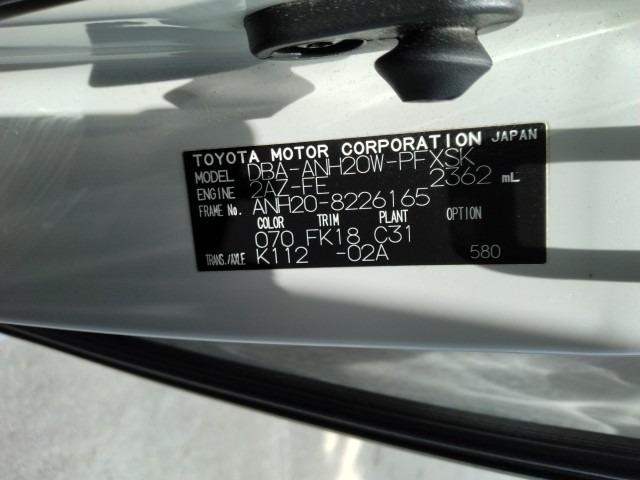 TOYOTA MOTOR CORPORATION JAPAN
MODEL DBA-ANH20W-PFXSK
ENGINE 2AZ-FE 2362 mL
FRAME No. ANH20-8226165
COLOR TRIM PLANT OPTION
070 FK18 C31
TRANS./AXLE K112 -02A 580